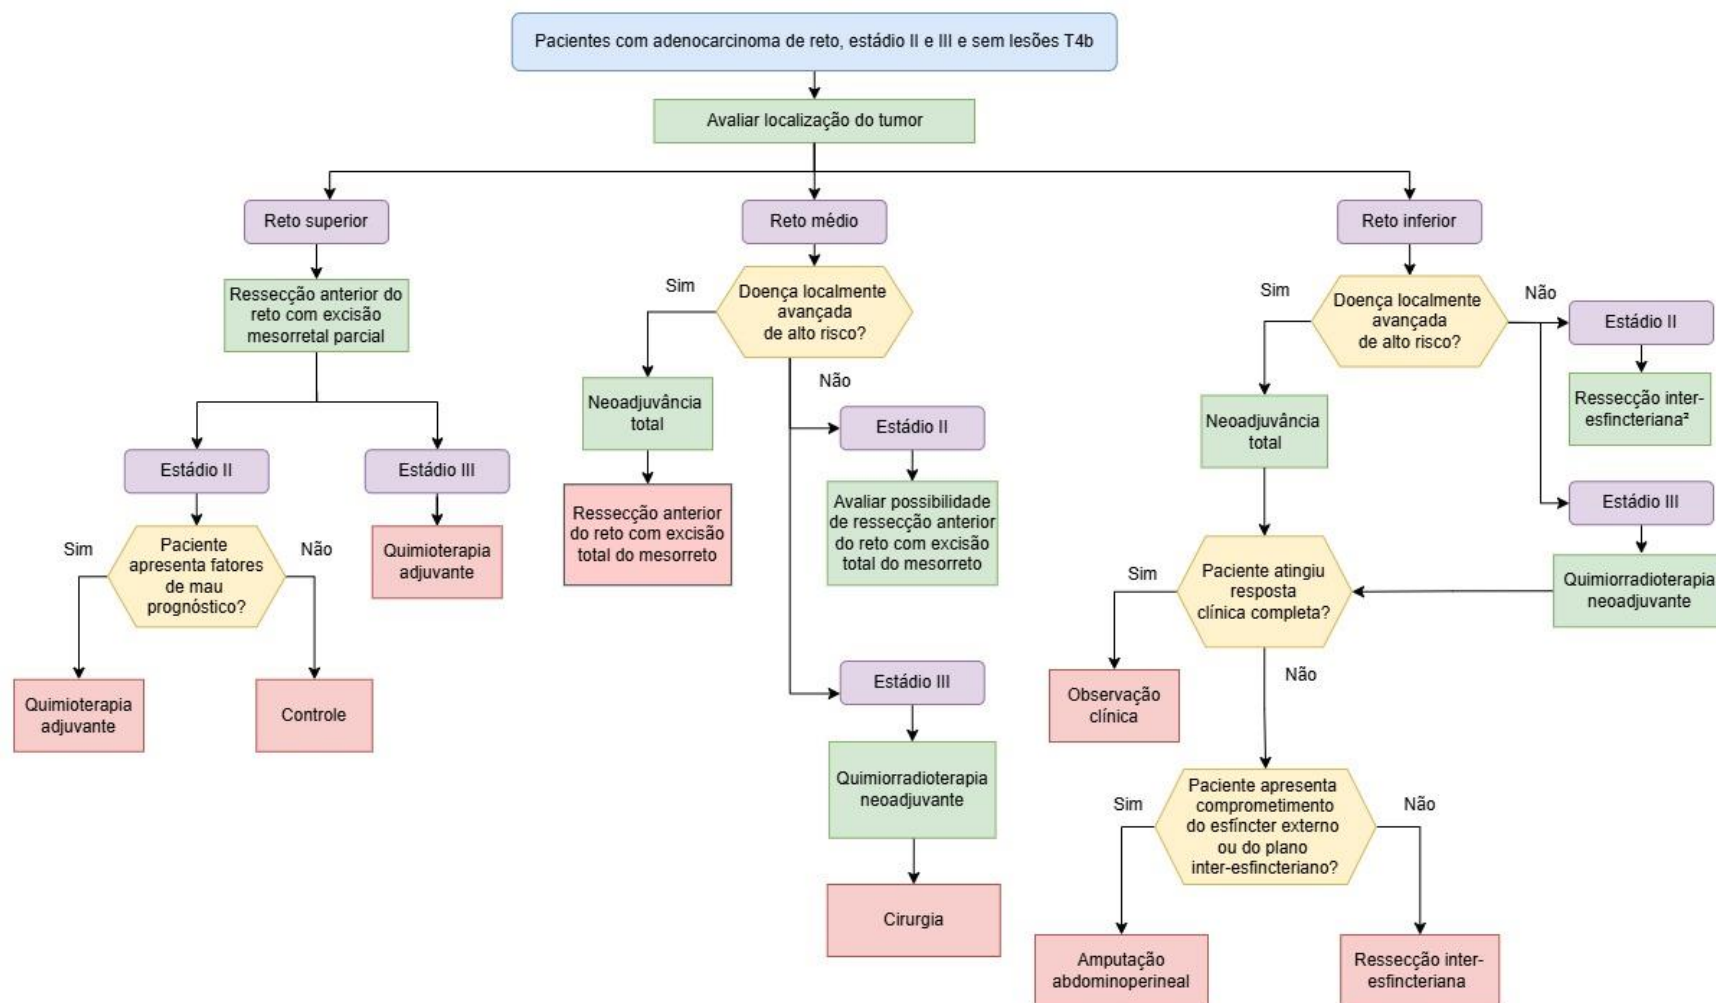 Pacientes com adenocarcinoma de reto, estádio II e III e sem lesões T4b
Avaliar localização do tumor
Reto superior
Ressecção anterior do
reto com excisão
mesorretal parcial
Estádio II
Estádio III
Sim
Paciente
apresenta fatores
de mau
prognóstico?
Não
Quimioterapia
adjuvante
Quimioterapia
adjuvante
Controle
Reto médio
Sim
Doença localmente
avançada
de alto risco?
Não
Neoadjuvância
total
Ressecção anterior
do reto com excisão
total do mesorreto
Estádio II
Avaliar possibilidade
de ressecção anterior
do reto com excisão
total do mesorreto
Estádio III
Quimiorradioterapia
neoadjuvante
Cirurgia
Reto inferior
Sim
Doença localmente
avançada
de alto risco?
Não
Estádio II
Ressecção inter-
esfincteriana²
Neoadjuvância
total
Estádio III
Quimiorradioterapia
neoadjuvante
Sim
Paciente atingiu
resposta
clínica completa?
Não
Observação
clínica
Sim
Paciente apresenta
comprometimento
do esfíncter externo
ou do plano
inter-esfincteriano?
Não
Amputação
abdominoperineal
Ressecção inter-
esfincteriana